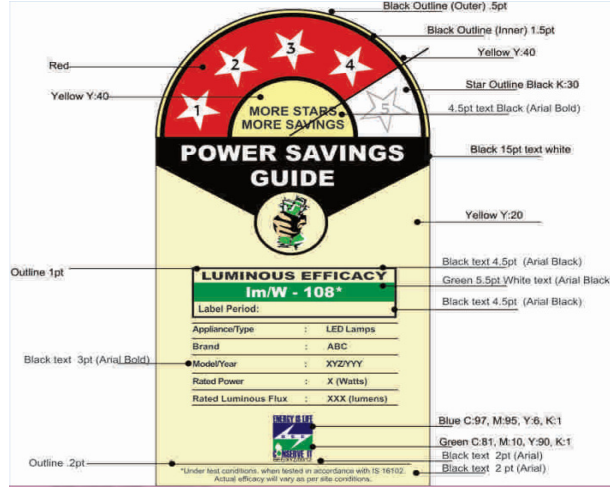 Black Outline (Outer) .5pt
Black Outline (Inner) 1.5pt
Yellow Y:40
Red
Yellow Y:40
Star Outline Black K:30
4.5pt text Black (Arial Bold)
1
2
3
4
5
MORE STARS
MORE SAVINGS
POWER SAVINGS
GUIDE
Black 15pt text white
Yellow Y:20
Outline 1pt
Black text 4.5pt (Arial Black)
LUMINOUS EFFICACY
Green 5.5pt White text (Arial Black
lm/W - 108*
Black text 4.5pt (Arial Black)
Label Period:
Appliance/Type : LED Lamps
Brand : ABC
Black text 3pt (Arial Bold)
Model/Year : XYZ/YYY
Rated Power : X (Watts)
Rated Luminous Flux : XXX (lumens)
ENERGY IS LIFE
BEE
CONSERVE IT
Blue C:97, M:95, Y:6, K:1
Green C:81, M:10, Y:90, K:1
Black text 2pt (Arial)
Outline .2pt
Black text 2 pt (Arial)
*Under test conditions, when tested in accordance with IS 16102.
Actual efficacy will vary as per site conditions.